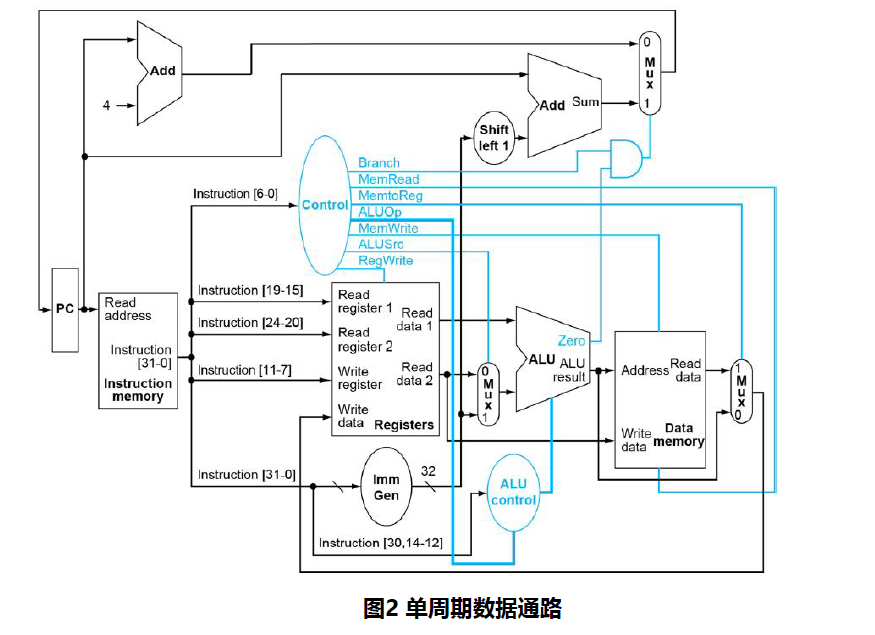 Add
4
Add Sum
0
Mux
1
Shift
left 1
Branch
MemRead
MemtoReg
ALUOp
MemWrite
ALUSrc
RegWrite
Control
Instruction [6-0]
Instruction [19-15]
Instruction [24-20]
Instruction [11-7]
Instruction [31-0]
Instruction [30,14-12]
PC
Read
address
Instruction
[31-0]
Instruction
memory
Read
register 1
Read
register 2
Write
register
Write
data
Read
data 1
Read
data 2
Registers
0
Mux
1
Zero
ALU
ALU
result
Address
Read
data
Write
data
Data
memory
1
Mux
0
Imm
Gen
32
ALU
control
图2 单周期数据通路